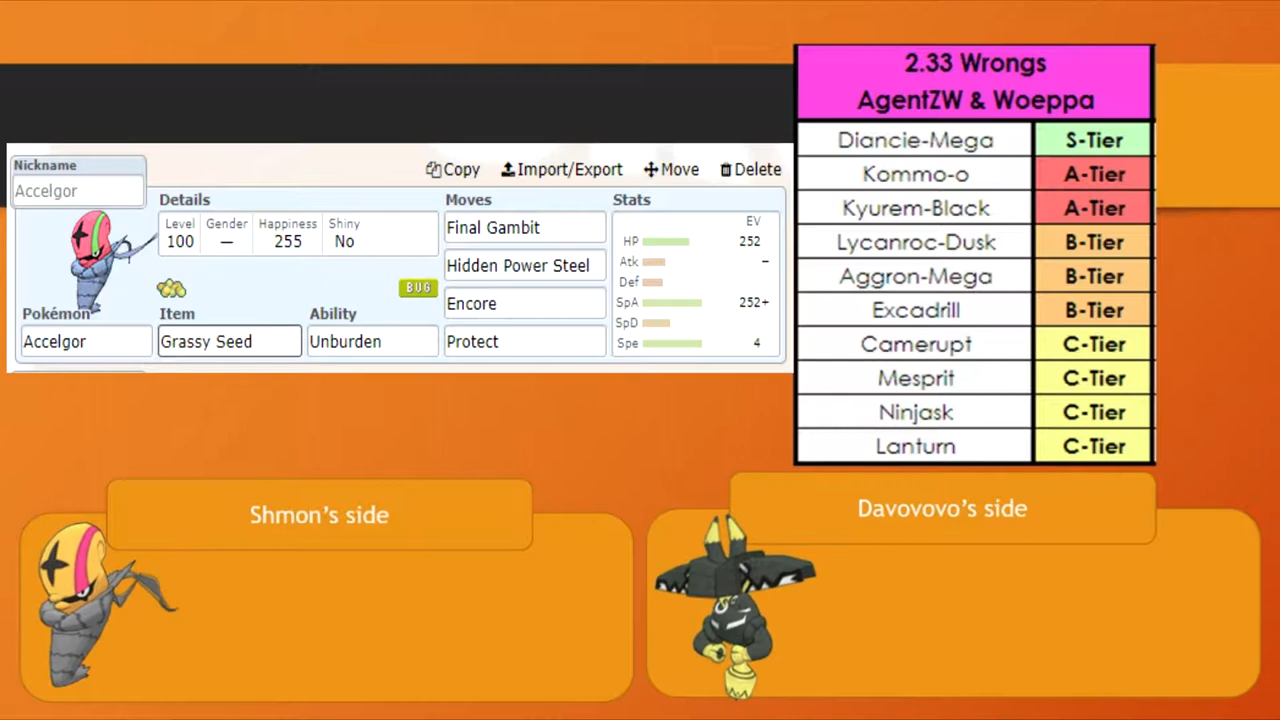 Nickname
Accelgor
Copy Import/Export Move Delete
Details
Level Gender Happiness Shiny
100 — 255 No
BUG
Pokémon Item Ability
Accelgor Grassy Seed Unburden
Moves
Final Gambit
Hidden Power Steel
Encore
Protect
Stats
EV
HP 252
Atk –
Def
SpA 252+
SpD
Spe 4
2.33 Wrongs
AgentZW & Woeppa
Diancie-Mega S-Tier
Kommo-o A-Tier
Kyurem-Black A-Tier
Lycanroc-Dusk B-Tier
Aggron-Mega B-Tier
Excadrill B-Tier
Camerupt C-Tier
Mesprit C-Tier
Ninjask C-Tier
Lanturn C-Tier
Shmon's side
Davovovo's side